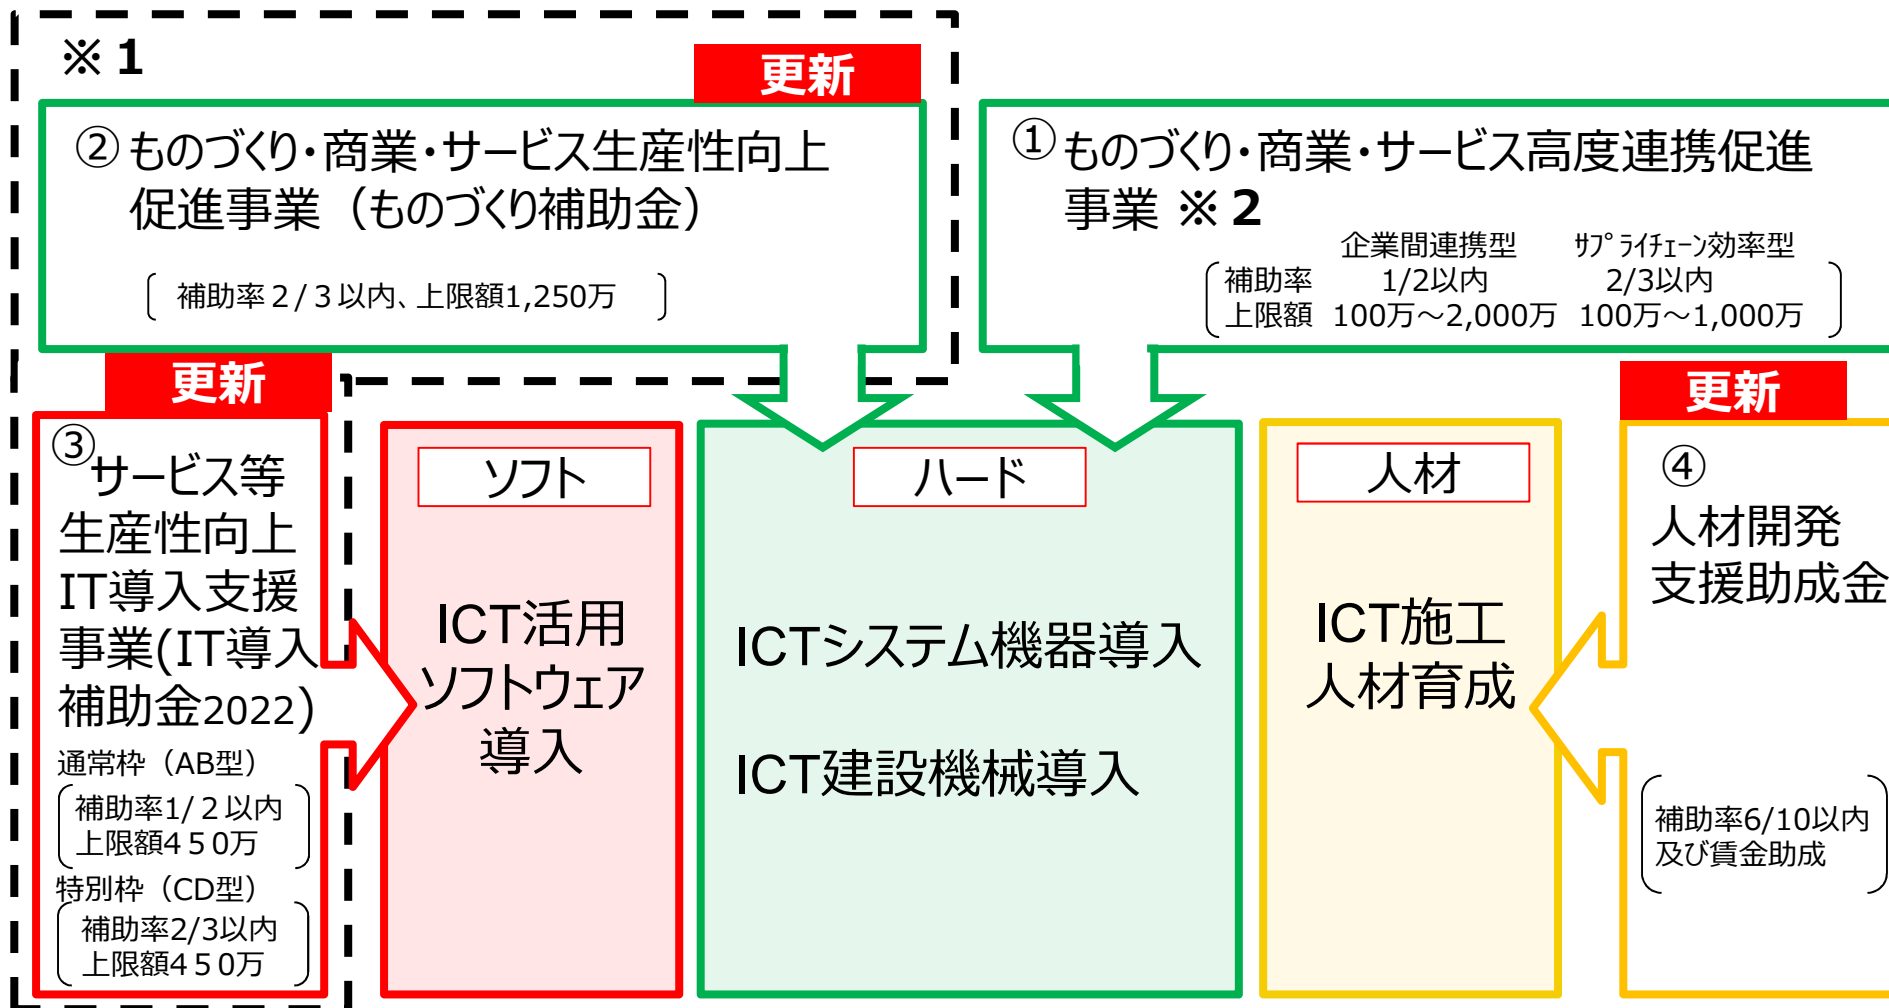 ※１
更新
② ものづくり・商業・サービス生産性向上
促進事業（ものづくり補助金）
補助率２/３以内、上限額1,250万
① ものづくり・商業・サービス高度連携促進
事業 ※２
企業間連携型 ｻﾌﾟﾗｲﾁｪｰﾝ効率型
補助率 1/2以内 2/3以内
上限額 100万～2,000万 100万～1,000万
更新
③
サービス等
生産性向上
IT導入支援
事業(IT導入
補助金2022)
通常枠（AB型）
補助率1/２以内
上限額4５0万
特別枠（CD型）
補助率2/3以内
上限額4５0万
ソフト
ICT活用
ソフトウェア
導入
ハード
ICTシステム機器導入
ICT建設機械導入
人材
ICT施工
人材育成
更新
④
人材開発
支援助成金
補助率6/10以内
及び賃金助成